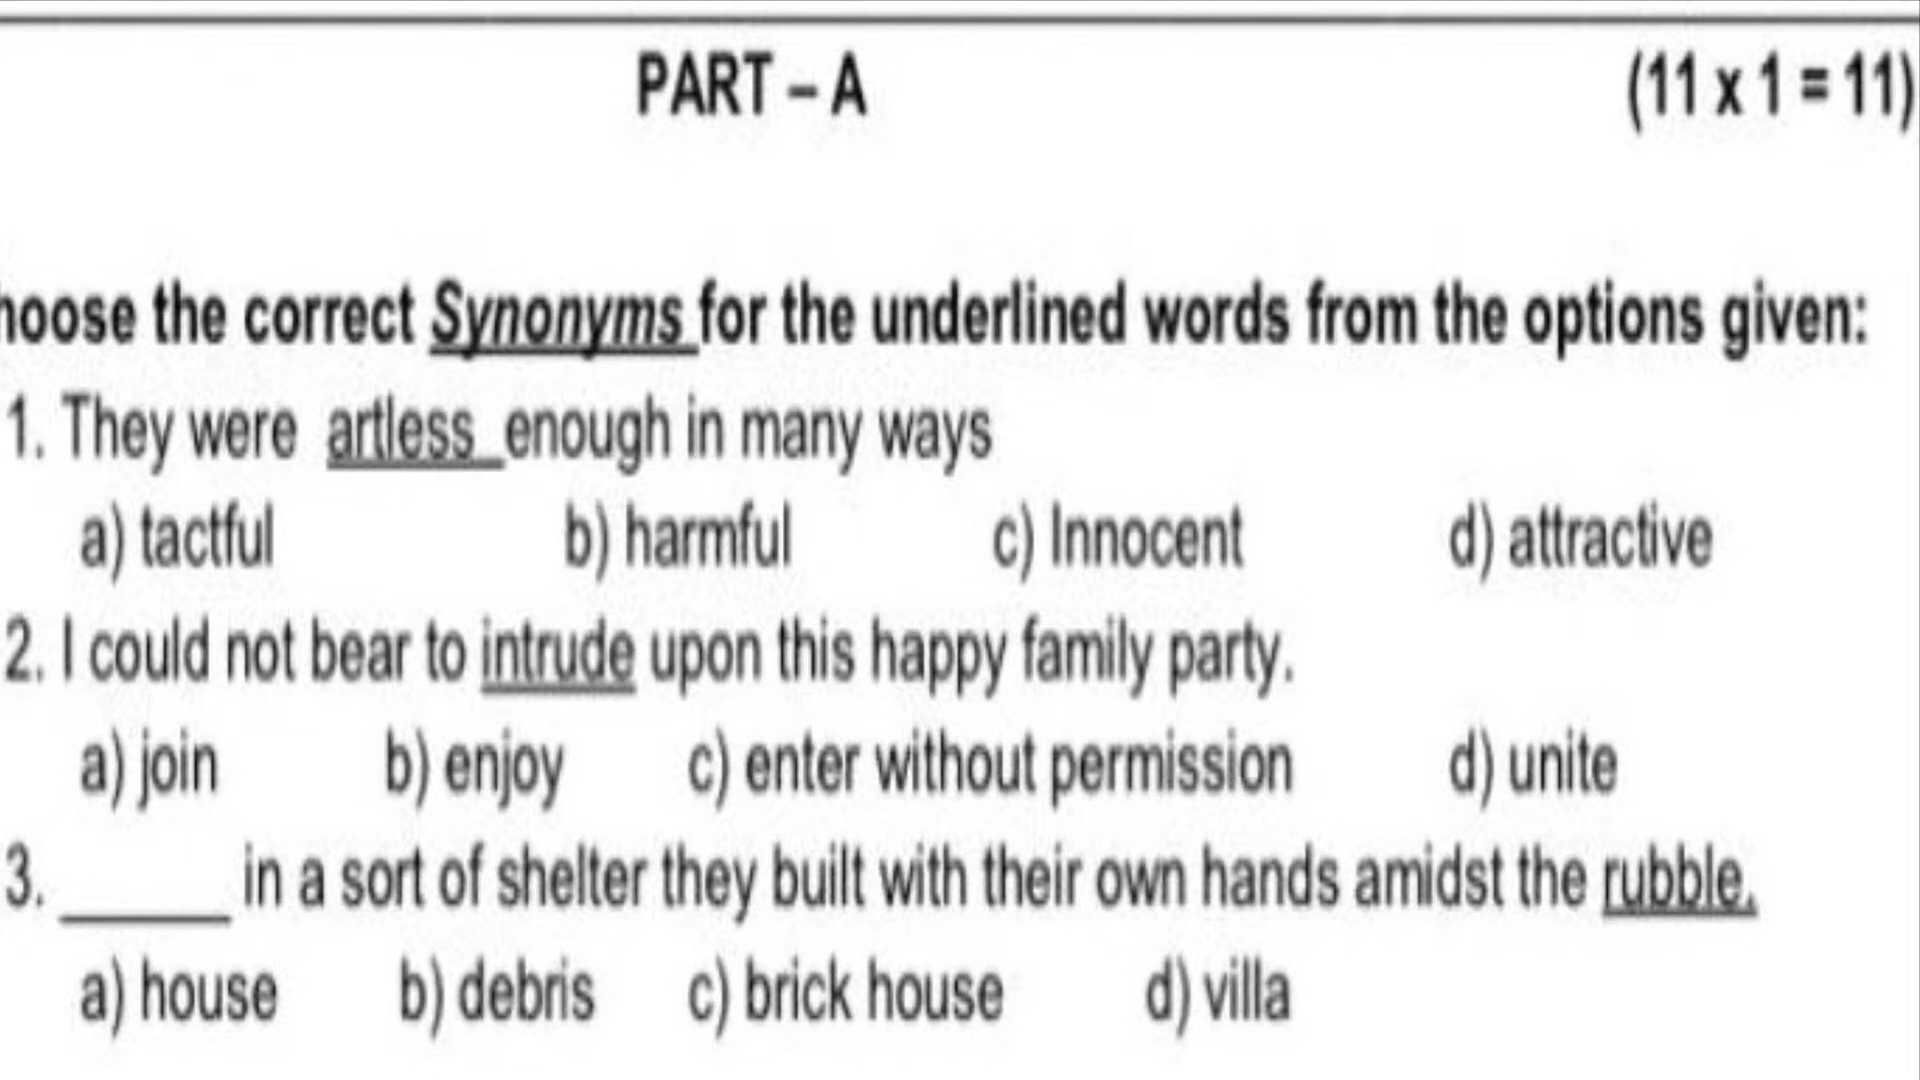 PART – A (11 x 1 = 11)
hoose the correct Synonyms for the underlined words from the options given:
1. They were artless enough in many ways
a) tactful b) harmful c) Innocent d) attractive
2. I could not bear to intrude upon this happy family party.
a) join b) enjoy c) enter without permission d) unite
3. ______ in a sort of shelter they built with their own hands amidst the rubble.
a) house b) debris c) brick house d) villa